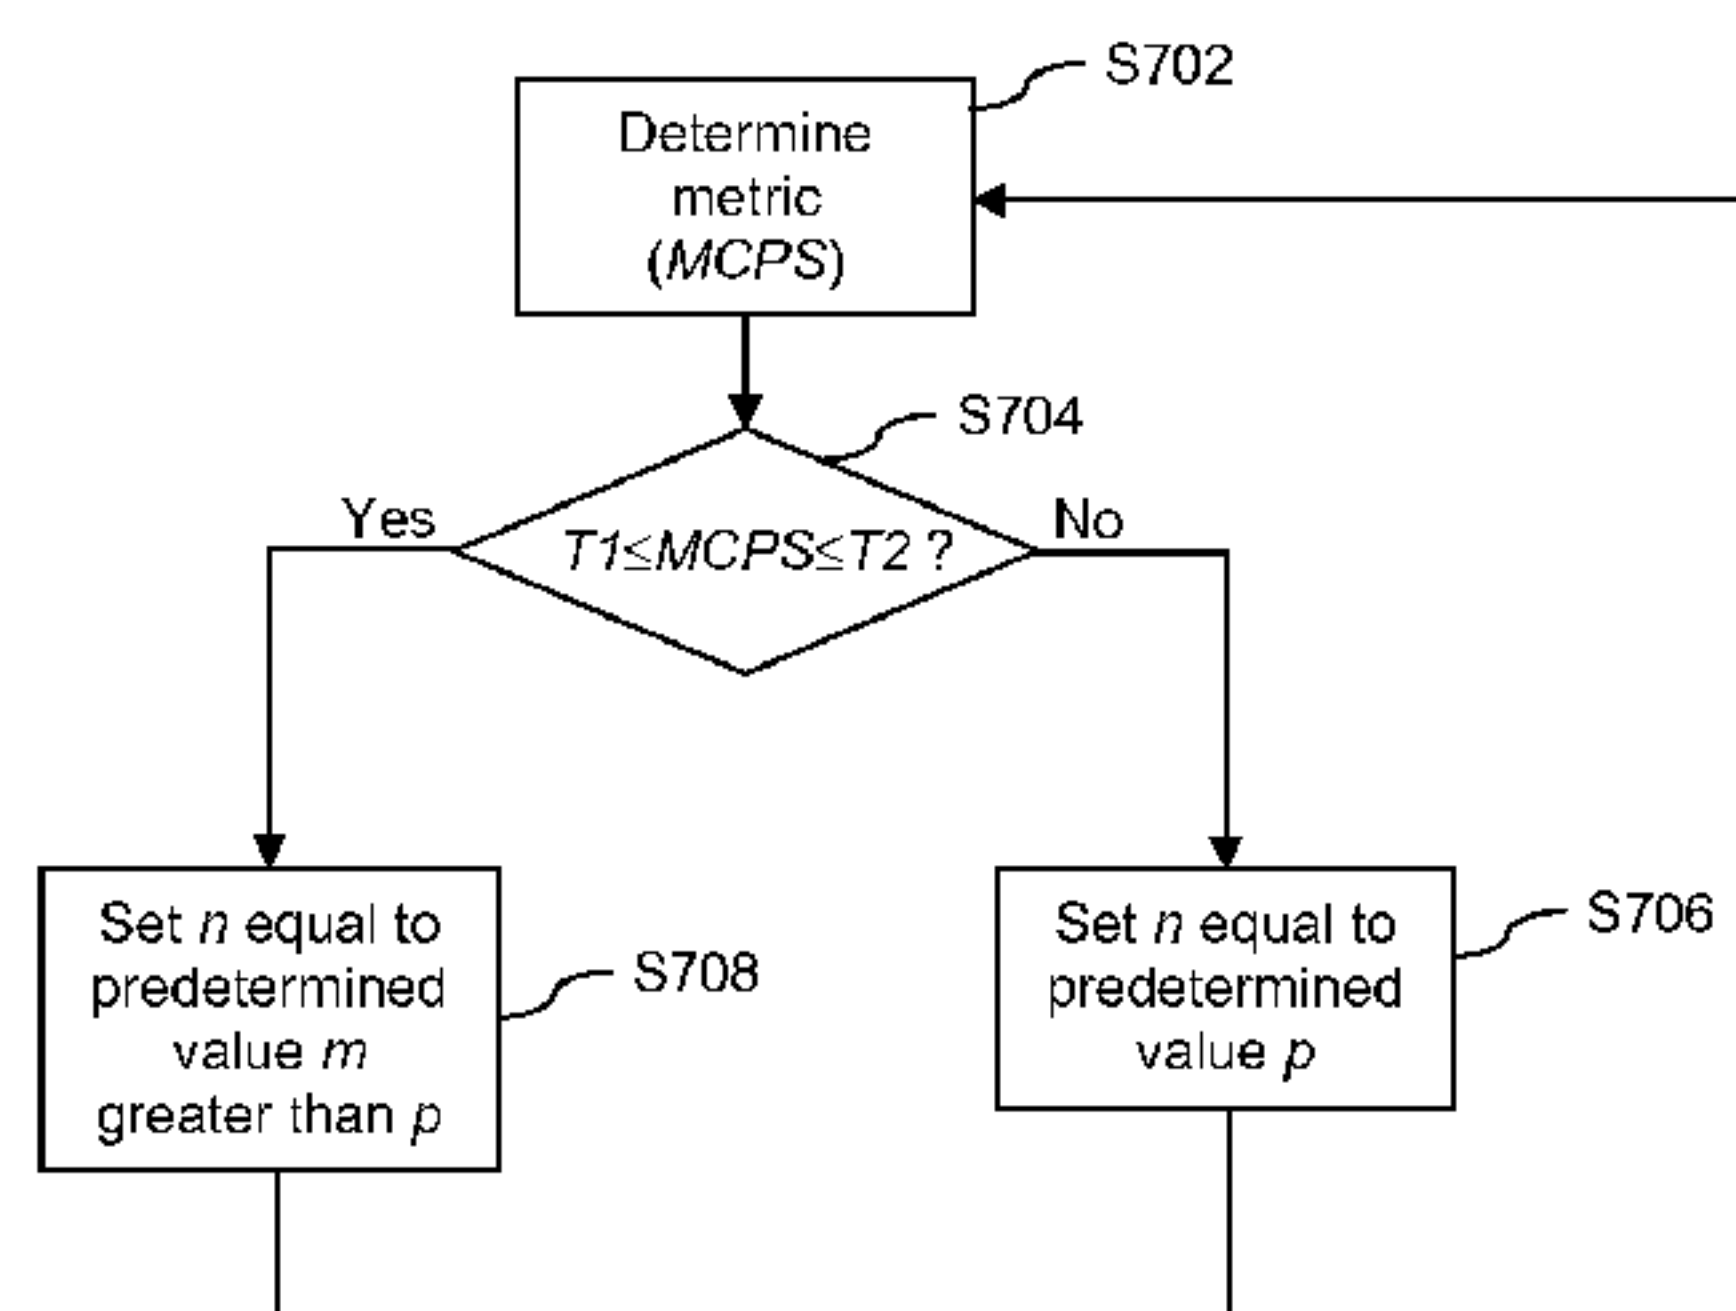 S702
Determine
metric
(MCPS)
S704
Yes
T1≤MCPS≤T2 ?
No
Set n equal to
predetermined
value m
greater than p
S708
Set n equal to
predetermined
value p
S706